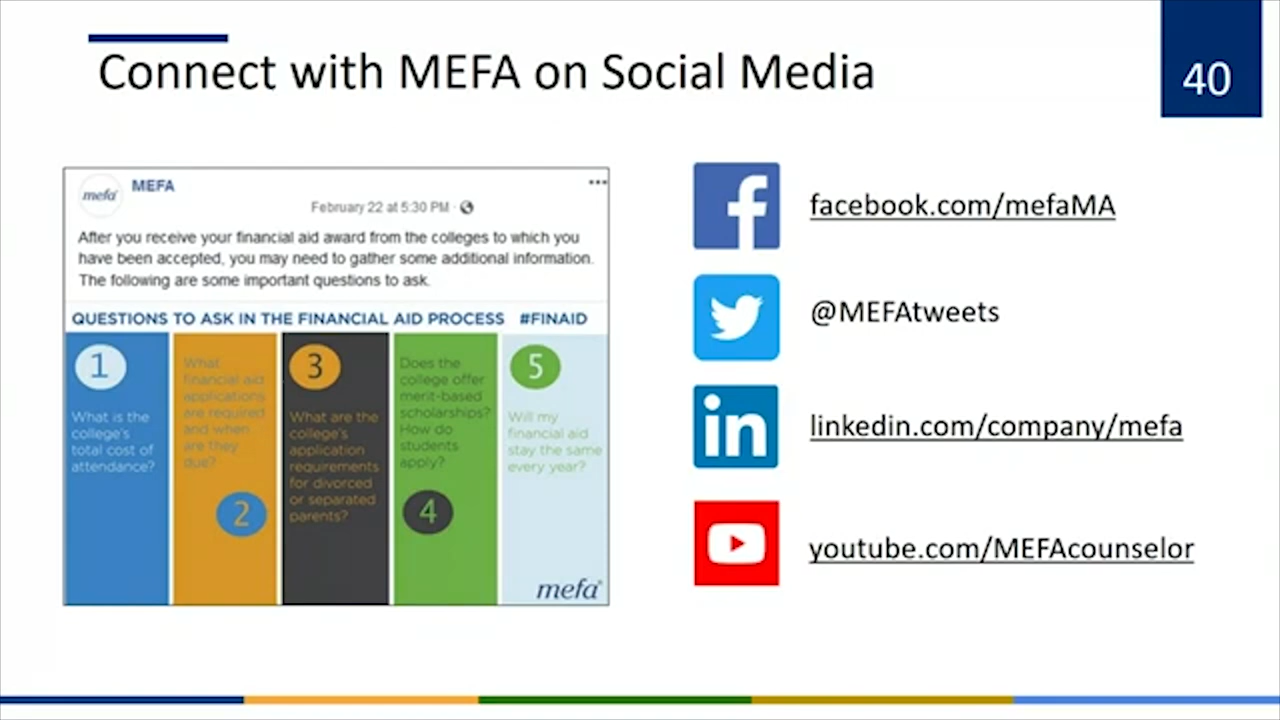 Connect with MEFA on Social Media
40
mefa
MEFA
February 22 at 5:30 PM ·
After you receive your financial aid award from the colleges to which you
have been accepted, you may need to gather some additional information.
The following are some important questions to ask.
QUESTIONS TO ASK IN THE FINANCIAL AID PROCESS #FINAID
1
What is the
college's
total cost of
attendance?
What
financial aid
applications
are required
and when
are they
due?
2
3
What are the
college's
application
requirements
for divorced
or separated
parents?
Does the
college offer
merit-based
scholarships?
How do
students
apply?
4
5
Will my
financial aid
stay the same
every year?
mefa®
facebook.com/mefaMA
@MEFAtweets
in
linkedin.com/company/mefa
youtube.com/MEFAcounselor